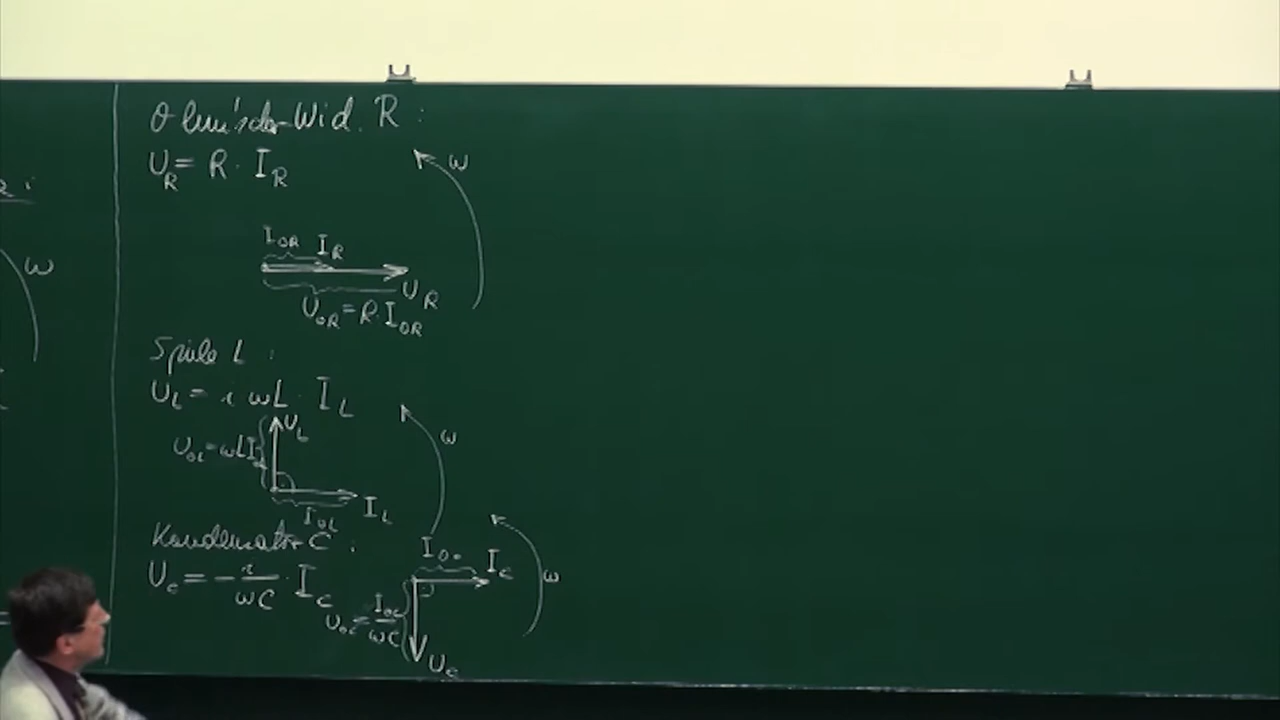 ω
Ohm'scher Wid. R :
U_R = R · I_R
ω
I_0R I_R
U_R
U_0R = R · I_0R
Spule L :
U_L = i ωL · I_L
ω
U_L
U_0L = ωL I_0L
I_0L I_L
Kondensator C :
U_C = - i/ωC · I_C
I_0C I_C
ω
U_0C = I_0C/ωC
U_C